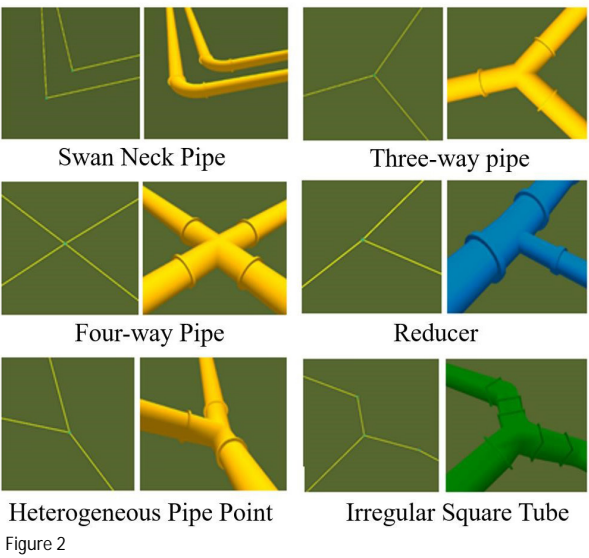 Swan Neck Pipe
Three-way pipe
Four-way Pipe
Reducer
Heterogeneous Pipe Point
Irregular Square Tube
Figure 2